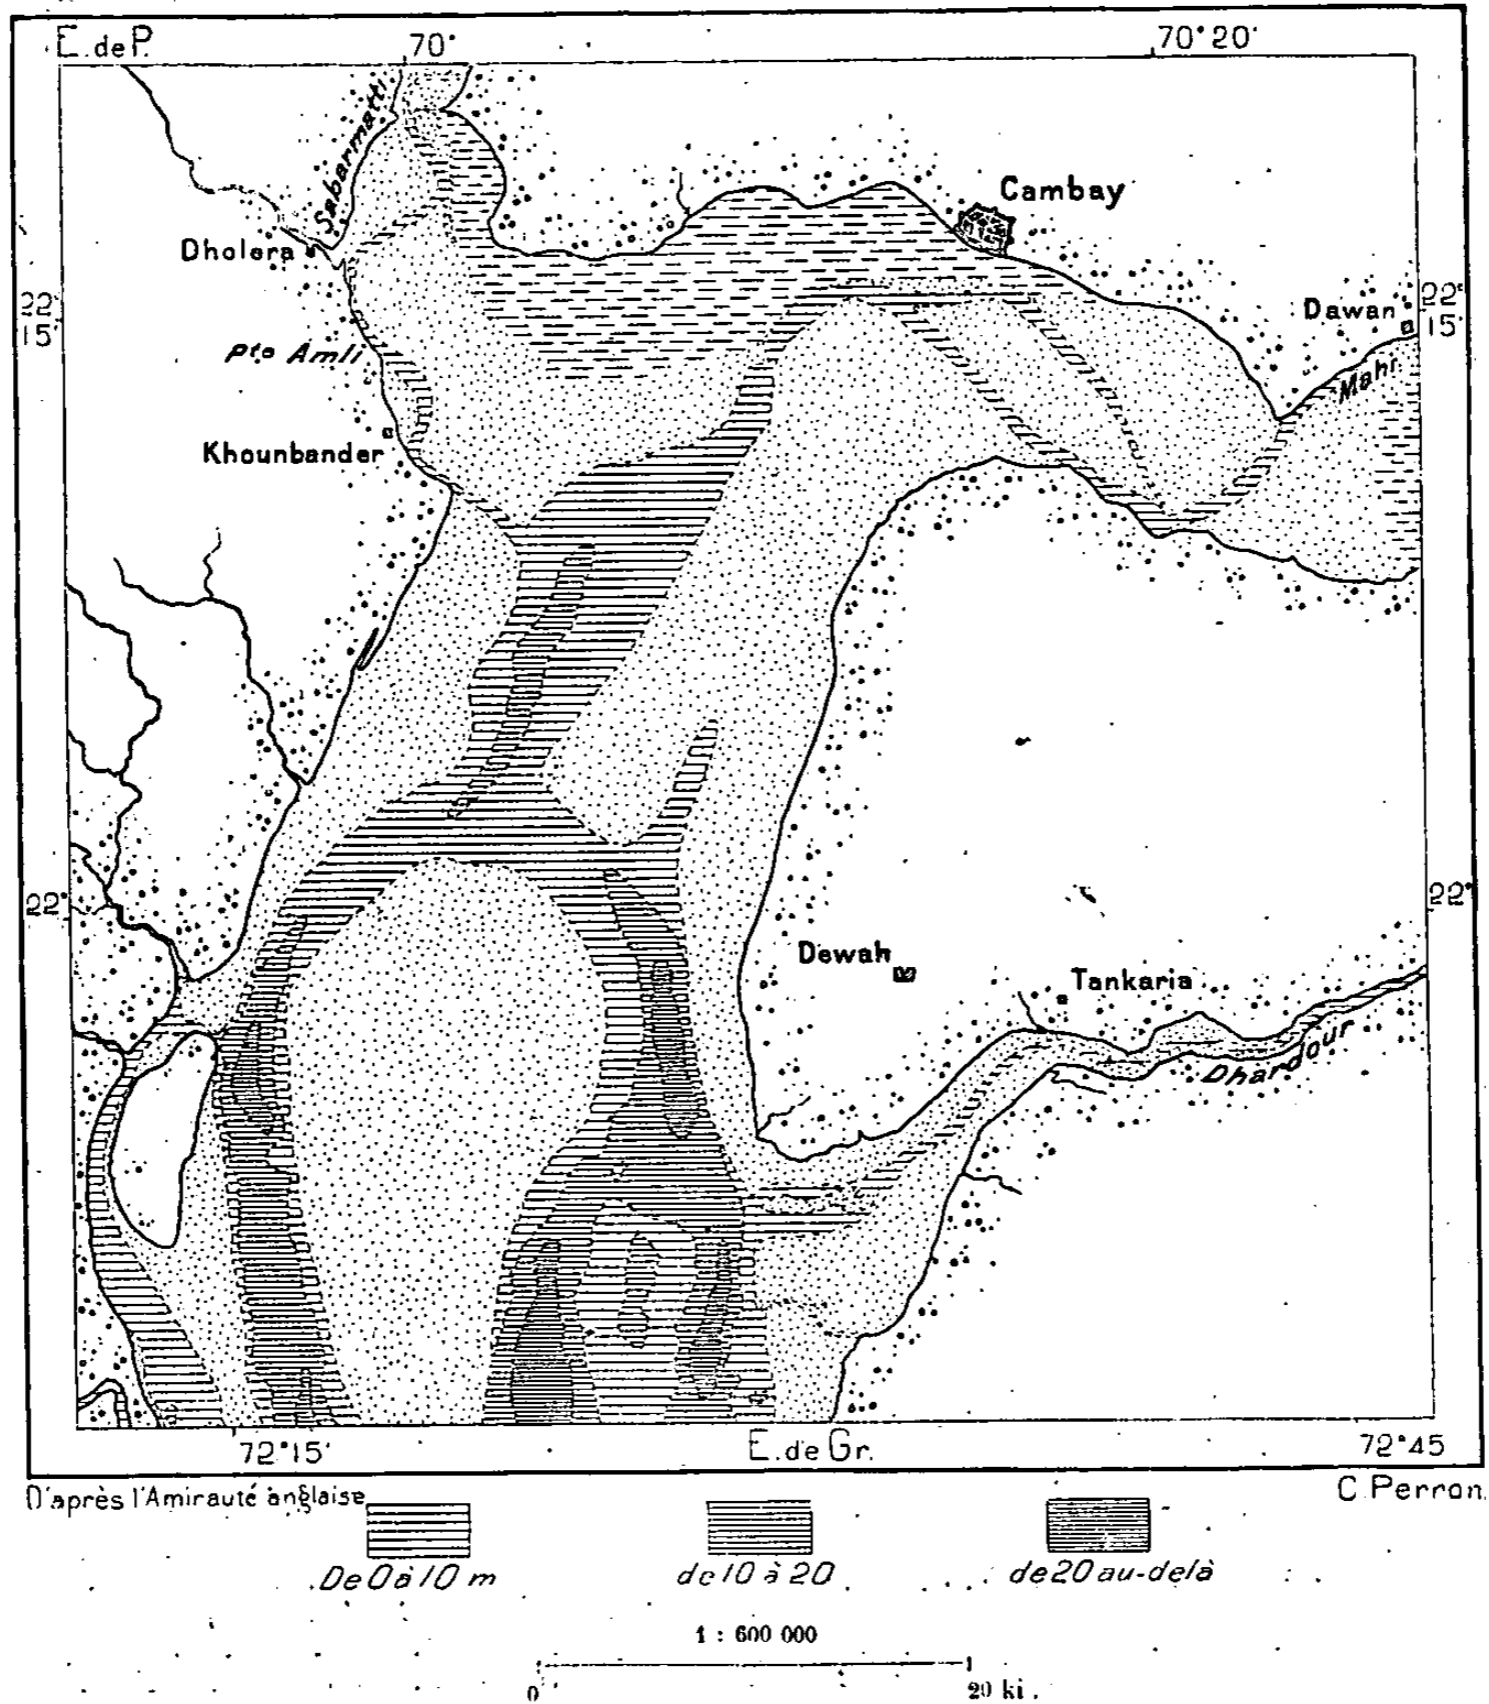 E. de P.
70°
70° 20'
Sabarmatti
Cambay
Dholera
22°
15'
22°
15'
Dawan
Pte Amli
Mahi
Khounbander
22°
22°
Dewah
Tankaria
Dhardour
72° 15'
E. de Gr.
72° 45
D'après l'Amirauté anglaise
C. Perron.
De 0 à 10 m
de 10 à 20
de 20 au-delà
1 : 600 000
0
20 ki.